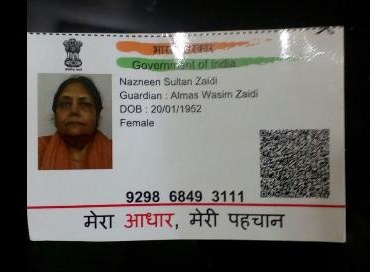 भारत सरकार
Government of India
Nazneen Sultan Zaidi
Guardian : Almas Wasim Zaidi
DOB : 20/01/1952
Female
9298 6849 3111
मेरा आधार, मेरी पहचान